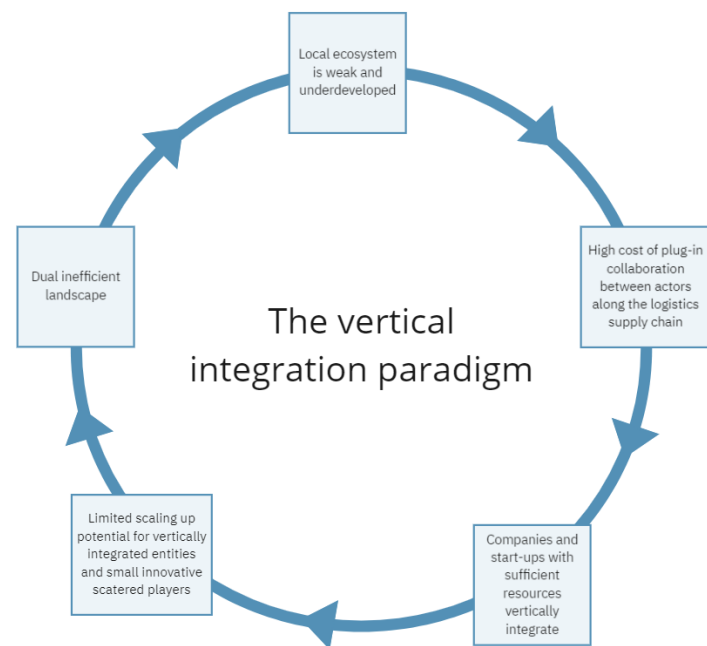 Local ecosystem
is weak and
underdeveloped
High cost of plug-in
collaboration
between actors
along the logistics
supply chain
Dual inefficient
landscape
The vertical
integration paradigm
Companies and
start-ups with
sufficient
resources
vertically
integrate
Limited scaling up
potential for vertically
integrated entities
and small innovative
scatered players